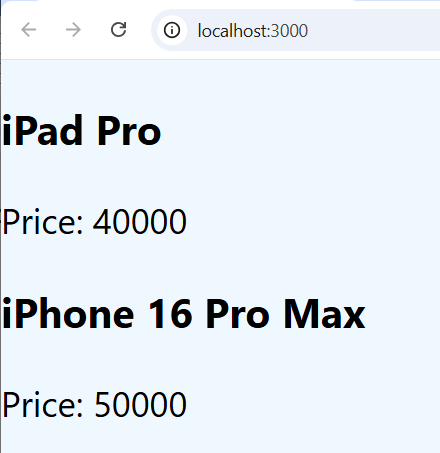 localhost:3000
iPad Pro
Price: 40000
iPhone 16 Pro Max
Price: 50000